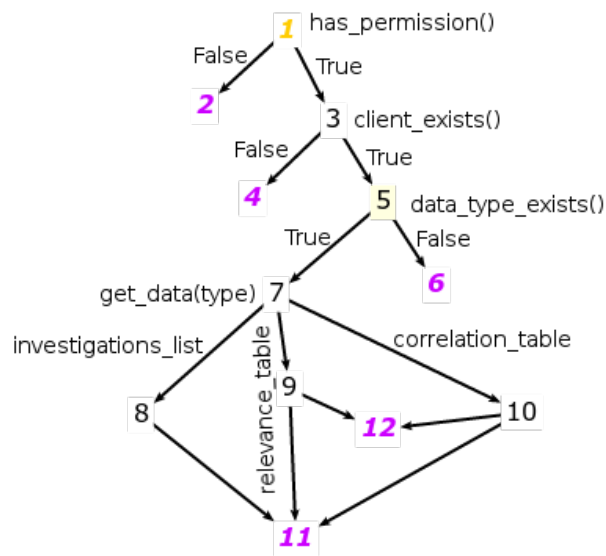 1 has_permission()
False
True
2
3 client_exists()
False
True
4
5 data_type_exists()
True
False
6
get_data(type) 7
investigations_list
relevance_table
correlation_table
8
9
10
12
11